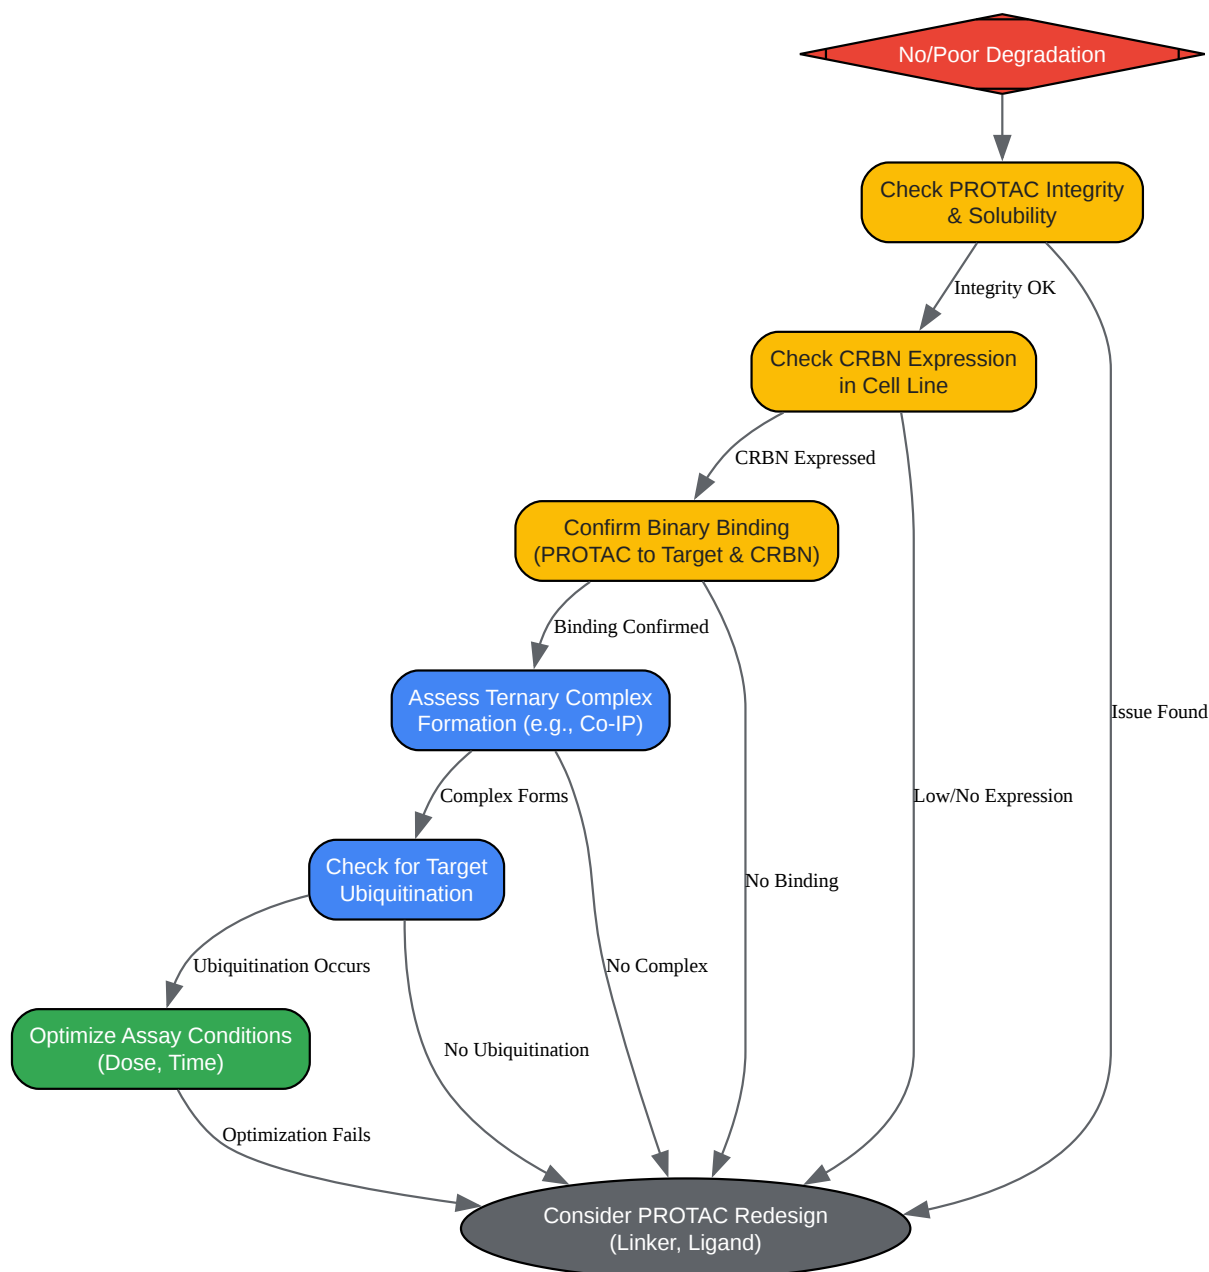 No/Poor Degradation
Check PROTAC Integrity
& Solubility
Integrity OK
Check CRBN Expression
in Cell Line
CRBN Expressed
Confirm Binary Binding
(PROTAC to Target & CRBN)
Binding Confirmed
Assess Ternary Complex
Formation (e.g., Co-IP)
Issue Found
Complex Forms
Low/No Expression
Check for Target
Ubiquitination
No Binding
Ubiquitination Occurs
No Complex
Optimize Assay Conditions
(Dose, Time)
No Ubiquitination
Optimization Fails
Consider PROTAC Redesign
(Linker, Ligand)